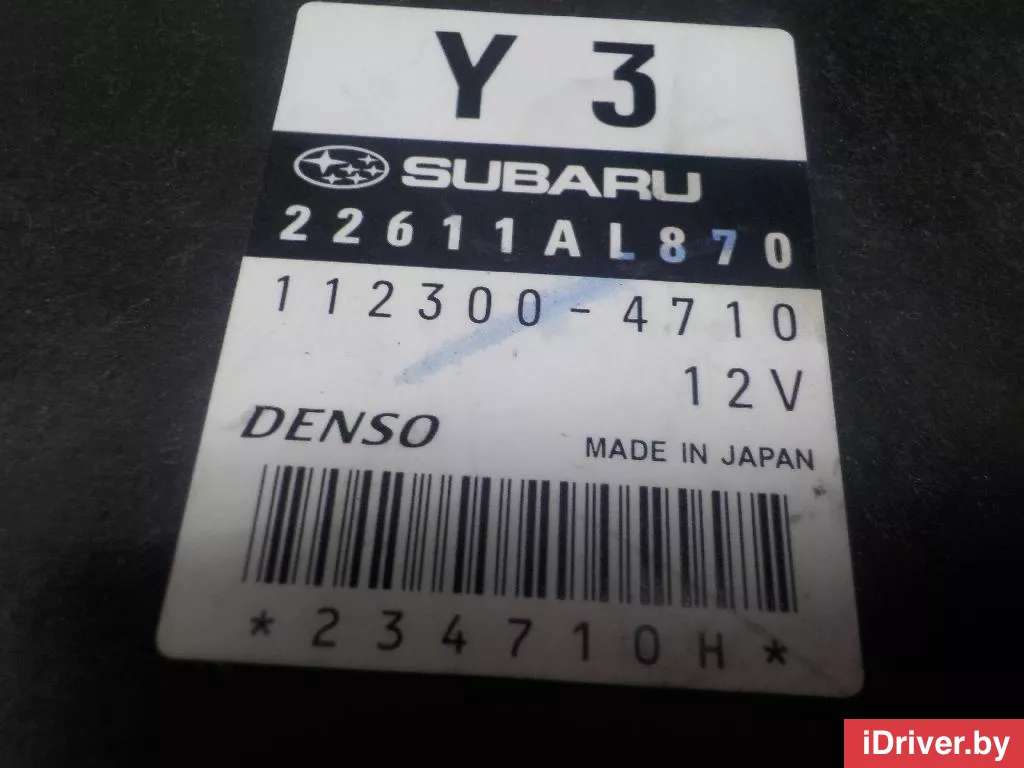 Y 3
SUBARU
22611AL870
112300-4710
12V
DENSO
MADE IN JAPAN
*234710H*
iDriver.by